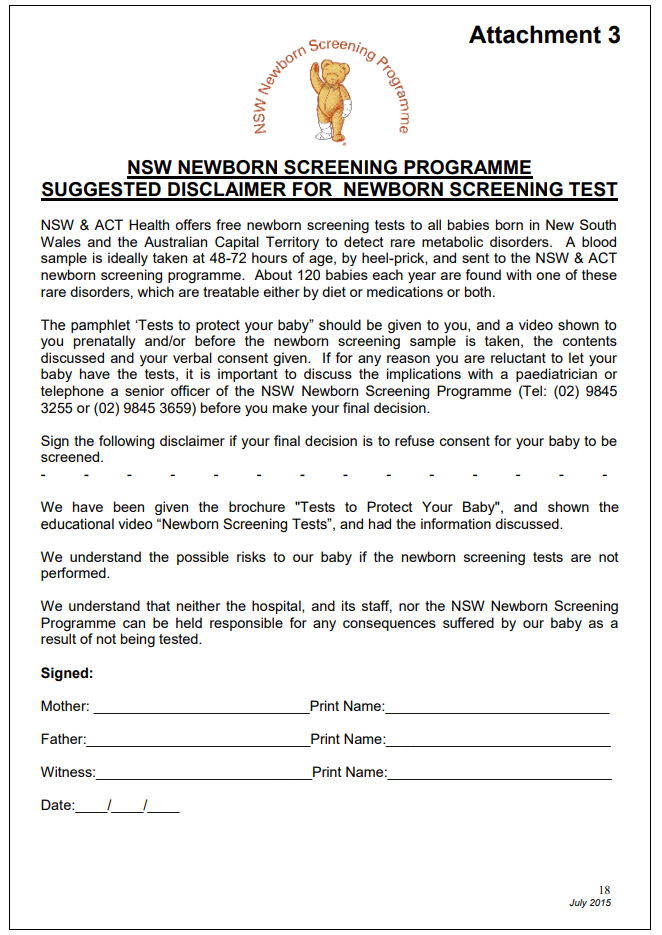 Attachment 3
NSW Newborn Screening Programme
NSW NEWBORN SCREENING PROGRAMME
SUGGESTED DISCLAIMER FOR  NEWBORN SCREENING TEST
NSW & ACT Health offers free newborn screening tests to all babies born in New South
Wales and the Australian Capital Territory to detect rare metabolic disorders.  A blood
sample is ideally taken at 48-72 hours of age, by heel-prick, and sent to the NSW & ACT
newborn screening programme.  About 120 babies each year are found with one of these
rare disorders, which are treatable either by diet or medications or both.
The pamphlet ‘Tests to protect your baby” should be given to you, and a video shown to
you prenatally and/or before the newborn screening sample is taken, the contents
discussed and your verbal consent given.  If for any reason you are reluctant to let your
baby have the tests, it is important to discuss the implications with a paediatrician or
telephone a senior officer of the NSW Newborn Screening Programme (Tel: (02) 9845
3255 or (02) 9845 3659) before you make your final decision.
Sign the following disclaimer if your final decision is to refuse consent for your baby to be
screened.
- - - - - - - - - - - - - -
We have been given the brochure "Tests to Protect Your Baby", and shown the
educational video “Newborn Screening Tests”, and had the information discussed.
We understand the possible risks to our baby if the newborn screening tests are not
performed.
We understand that neither the hospital, and its staff, nor the NSW Newborn Screening
Programme can be held responsible for any consequences suffered by our baby as a
result of not being tested.
Signed:
Mother: ____________________________Print Name:_____________________________
Father:_____________________________Print Name:_____________________________
Witness:____________________________Print Name:_____________________________
Date:____/____/____
18
July 2015